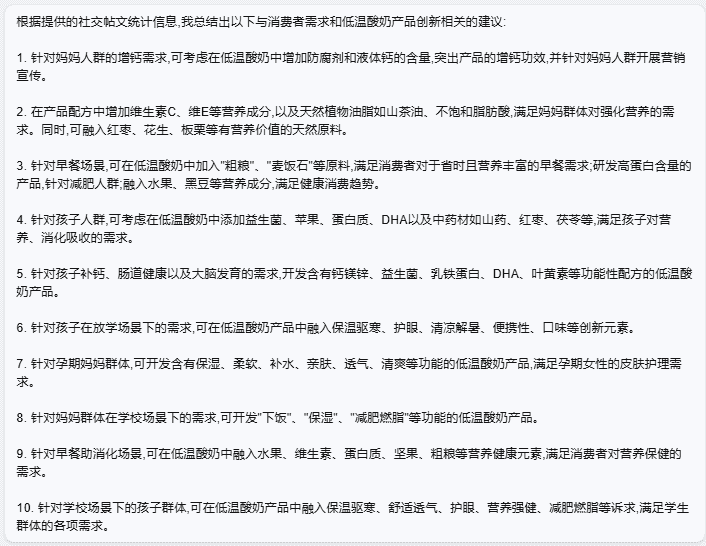 根据提供的社交帖文统计信息,我总结出以下与消费者需求和低温酸奶产品创新相关的建议:
1. 针对妈妈人群的增钙需求,可考虑在低温酸奶中增加防腐剂和液体钙的含量,突出产品的增钙功效,并针对妈妈人群开展营销
宣传。
2. 在产品配方中增加维生素C、维E等营养成分,以及天然植物油脂如山茶油、不饱和脂肪酸,满足妈妈群体对强化营养的需
求。同时,可融入红枣、花生、板栗等有营养价值的天然原料。
3. 针对早餐场景,可在低温酸奶中加入"粗粮"、"麦饭石"等原料,满足消费者对于省时且营养丰富的早餐需求;研发高蛋白含量的
产品,针对减肥人群;融入水果、黑豆等营养成分,满足健康消费趋势。
4. 针对孩子人群,可考虑在低温酸奶中添加益生菌、苹果、蛋白质、DHA以及中药材如山药、红枣、茯苓等,满足孩子对营
养、消化吸收的需求。
5. 针对孩子补钙、肠道健康以及大脑发育的需求,开发含有钙镁锌、益生菌、乳铁蛋白、DHA、叶黄素等功能性配方的低温酸
奶产品。
6. 针对孩子在放学场景下的需求,可在低温酸奶产品中融入保温驱寒、护眼、清凉解暑、便携性、口味等创新元素。
7. 针对孕期妈妈群体,可开发含有保湿、柔软、补水、亲肤、透气、清爽等功能的低温酸奶产品,满足孕期女性的皮肤护理需
求。
8. 针对妈妈群体在学校场景下的需求,可开发"下饭"、"保湿"、"减肥燃脂"等功能的低温酸奶产品。
9. 针对早餐助消化场景,可在低温酸奶中融入水果、维生素、蛋白质、坚果、粗粮等营养健康元素,满足消费者对营养保健的
需求。
10. 针对学校场景下的孩子群体,可在低温酸奶产品中融入保温驱寒、舒适透气、护眼、营养强健、减肥燃脂等诉求,满足学生
群体的各项需求。